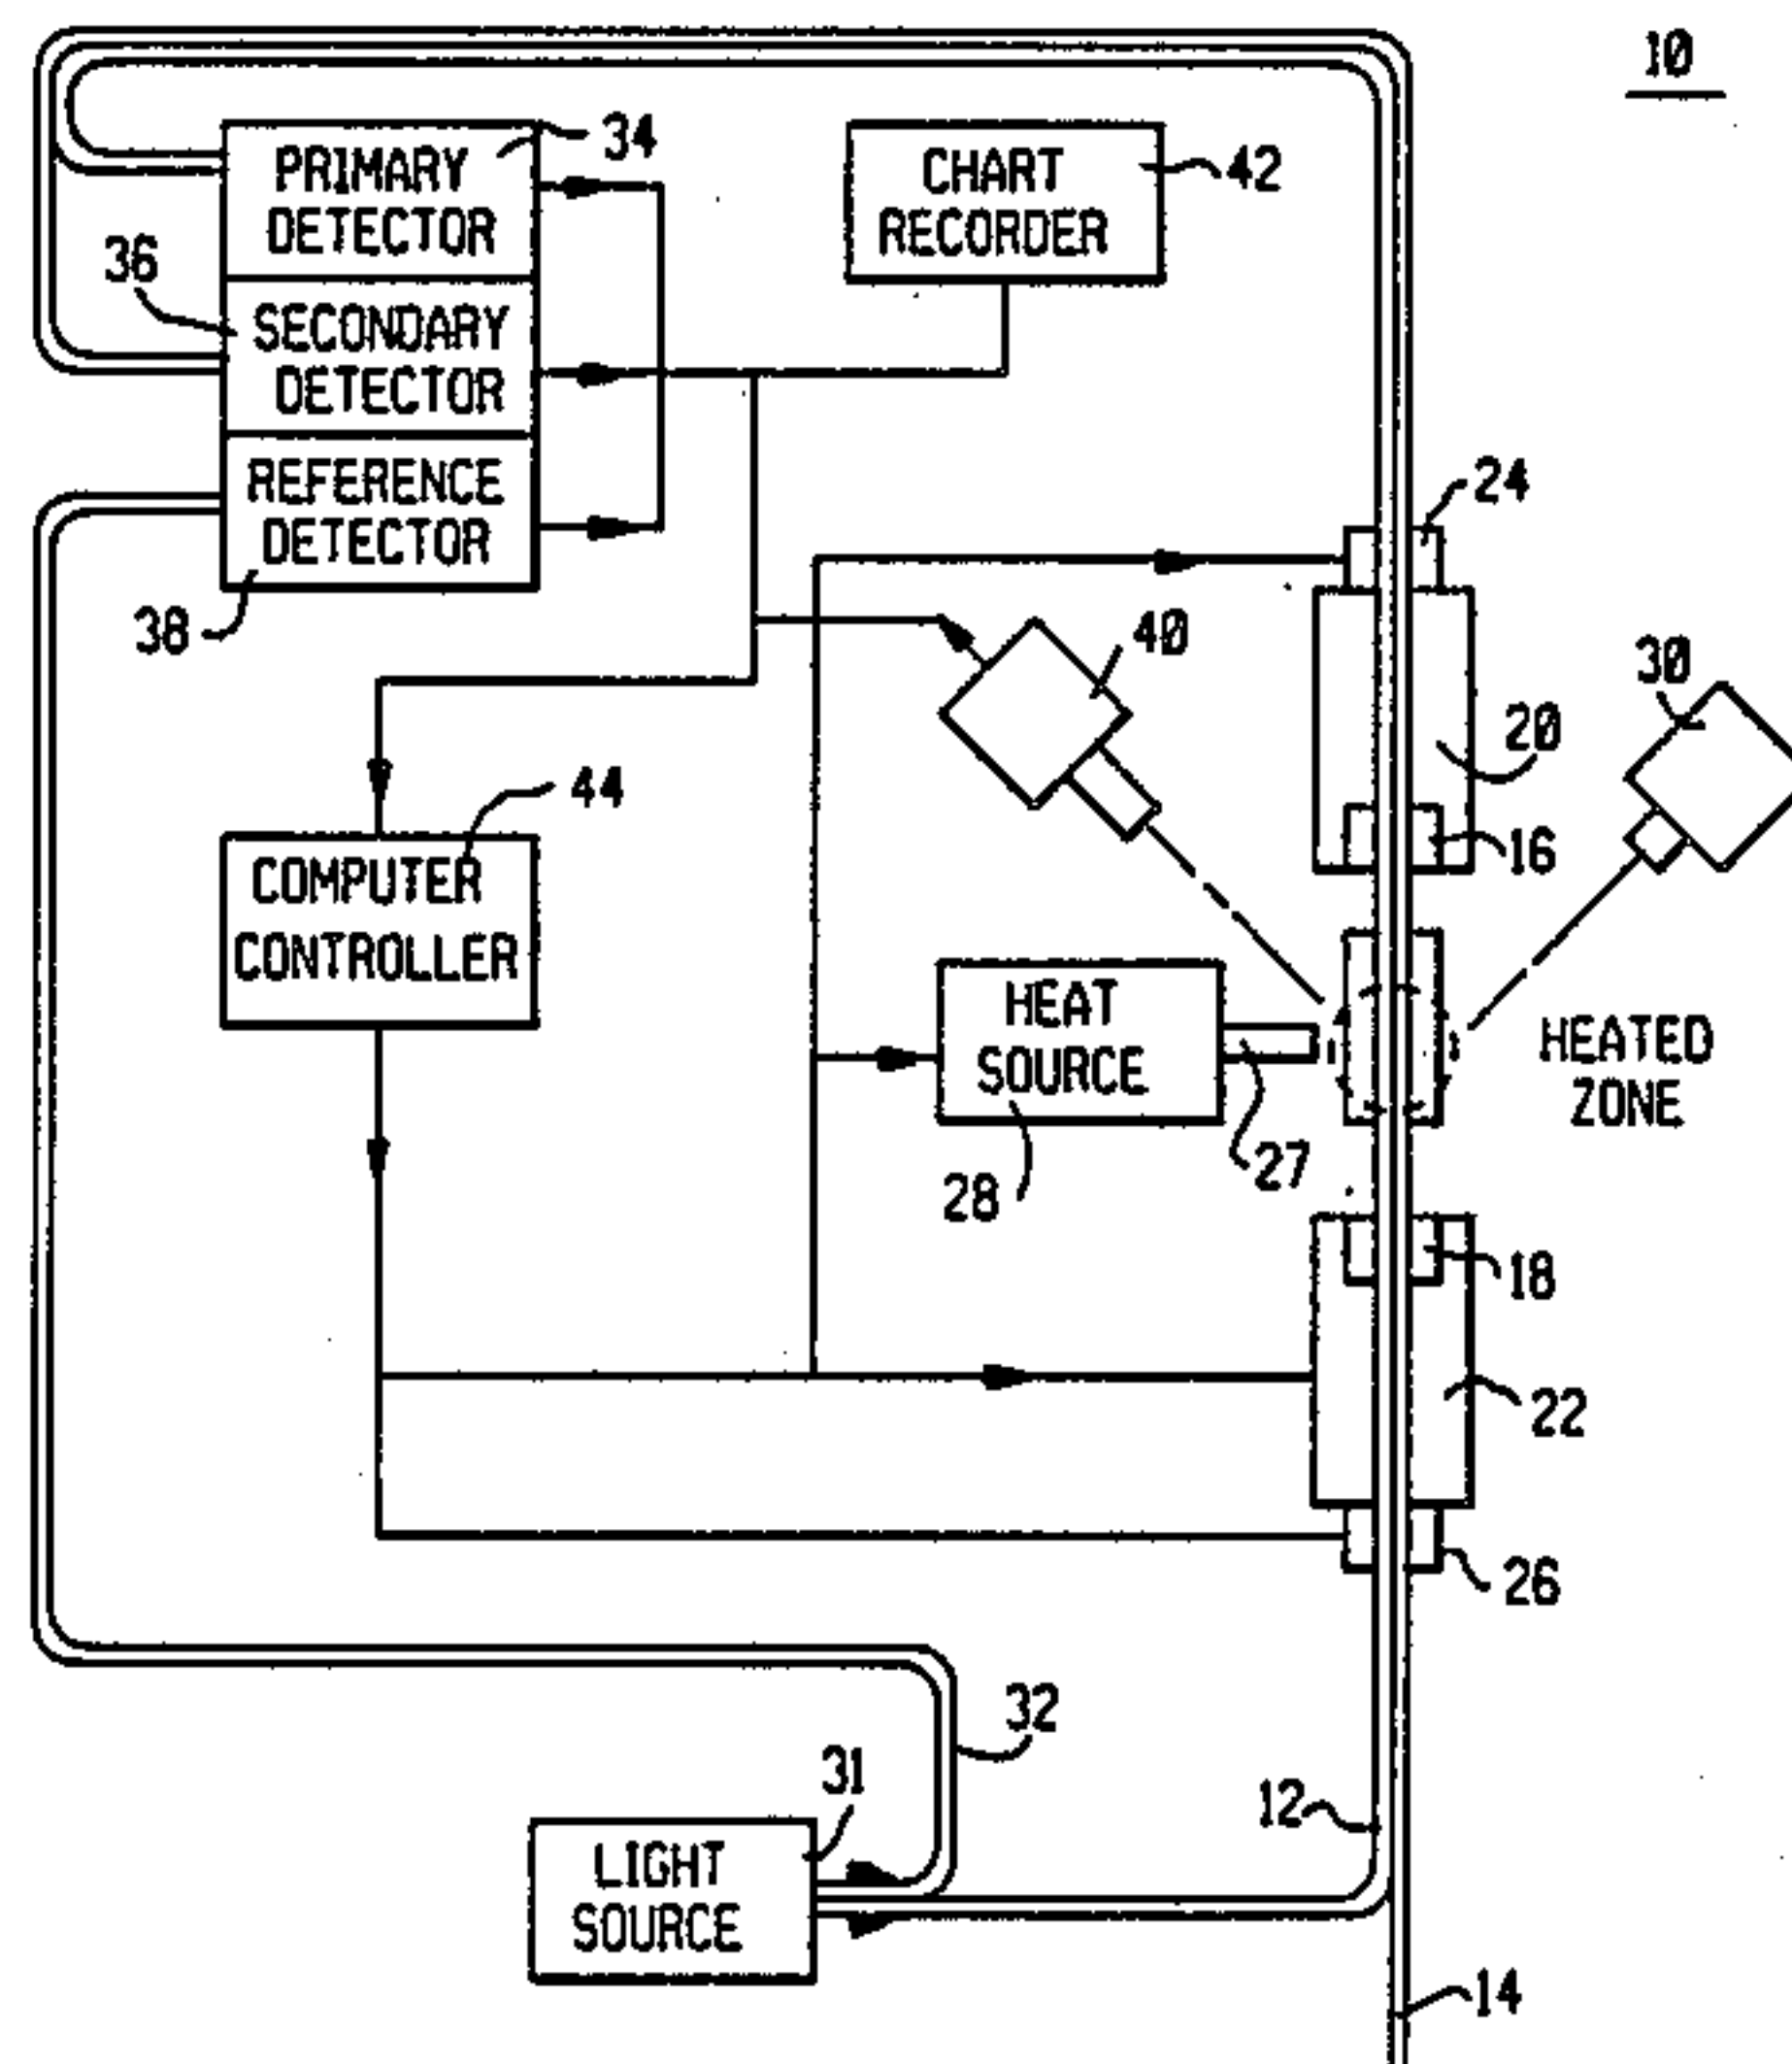 10
PRIMARY
DETECTOR
34
CHART
RECORDER
42
36
SECONDARY
DETECTOR
REFERENCE
DETECTOR
24
38
40
30
20
44
16
COMPUTER
CONTROLLER
HEAT
SOURCE
HEATED
ZONE
27
28
18
22
26
32
31
12
LIGHT
SOURCE
14